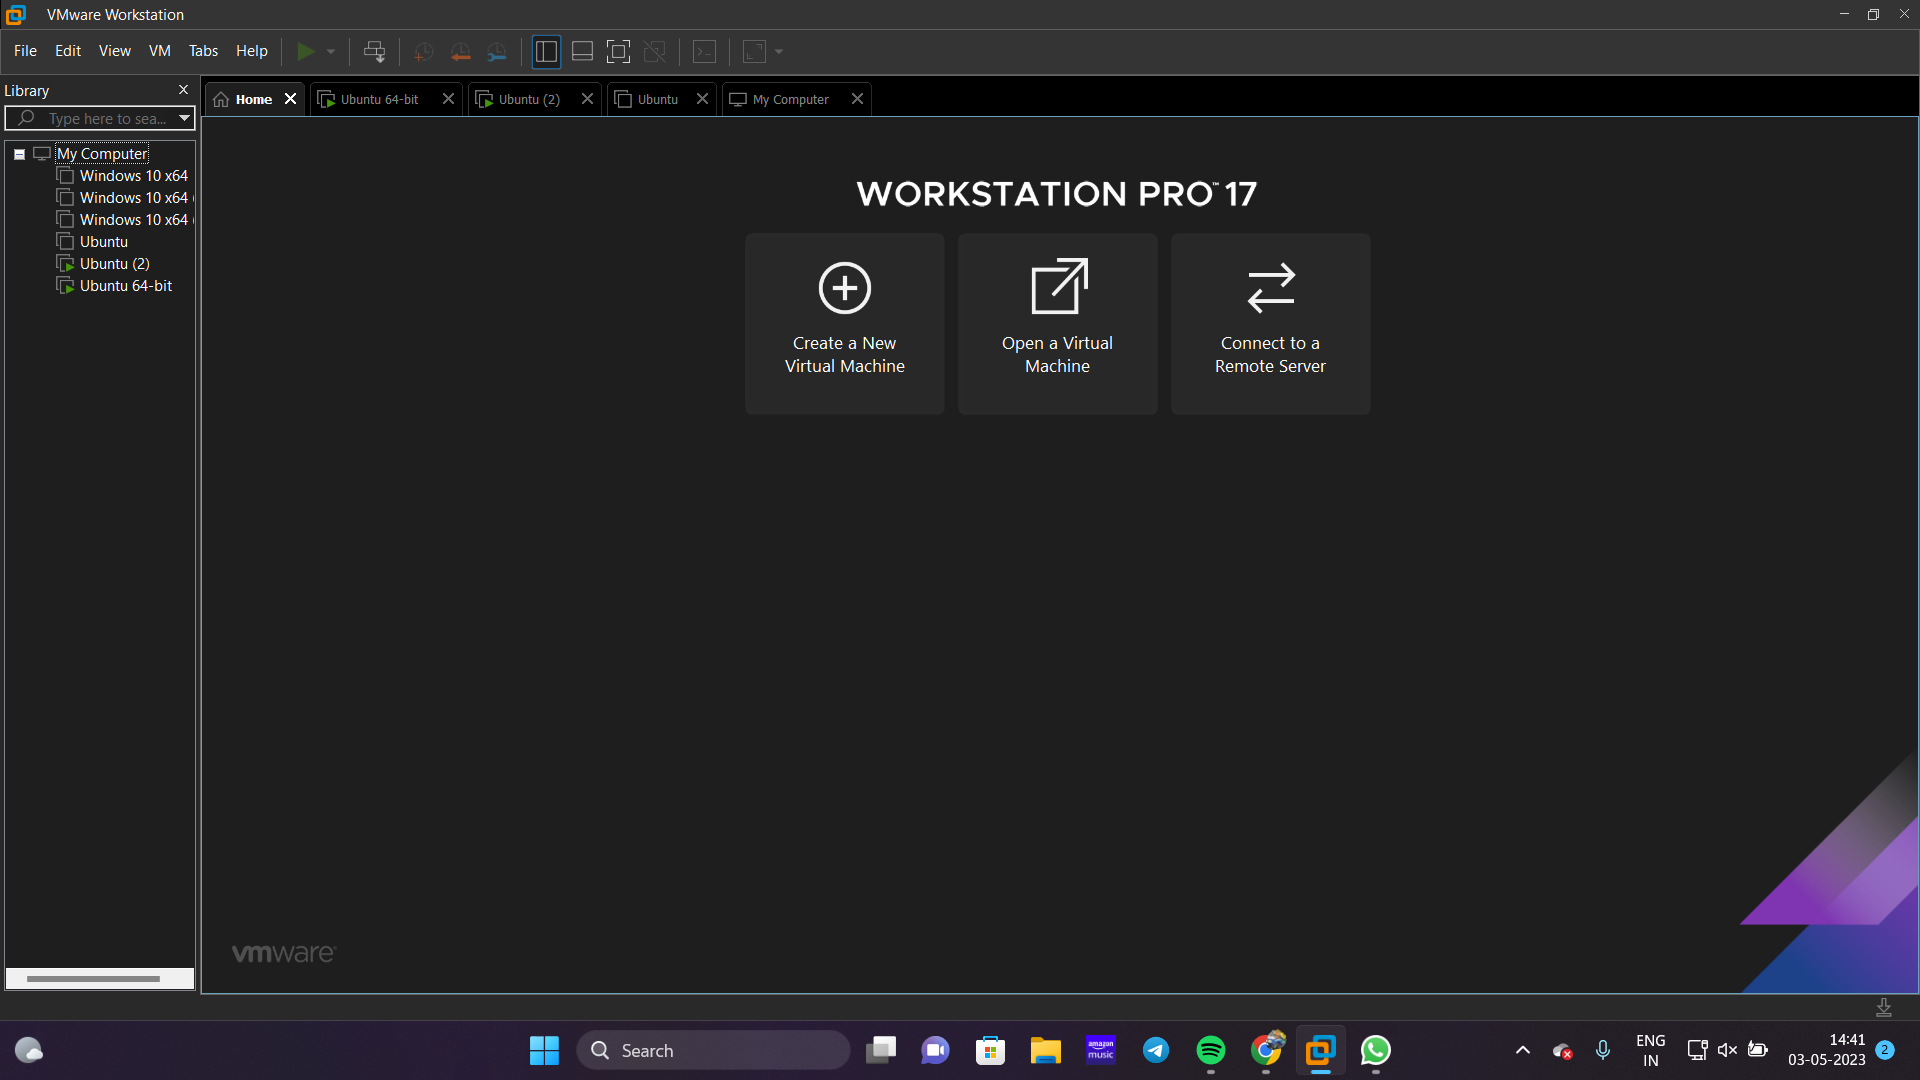 VMware Workstation
File Edit View VM Tabs Help
Library
Type here to sea...
Home
Ubuntu 64-bit
Ubuntu (2)
Ubuntu
My Computer
My Computer
Windows 10 x64
Windows 10 x64
Windows 10 x64
Ubuntu
Ubuntu (2)
Ubuntu 64-bit
WORKSTATION PRO™ 17
Create a New
Virtual Machine
Open a Virtual
Machine
Connect to a
Remote Server
vmware
Search
amazon
music
ENG
IN
14:41
03-05-2023
2